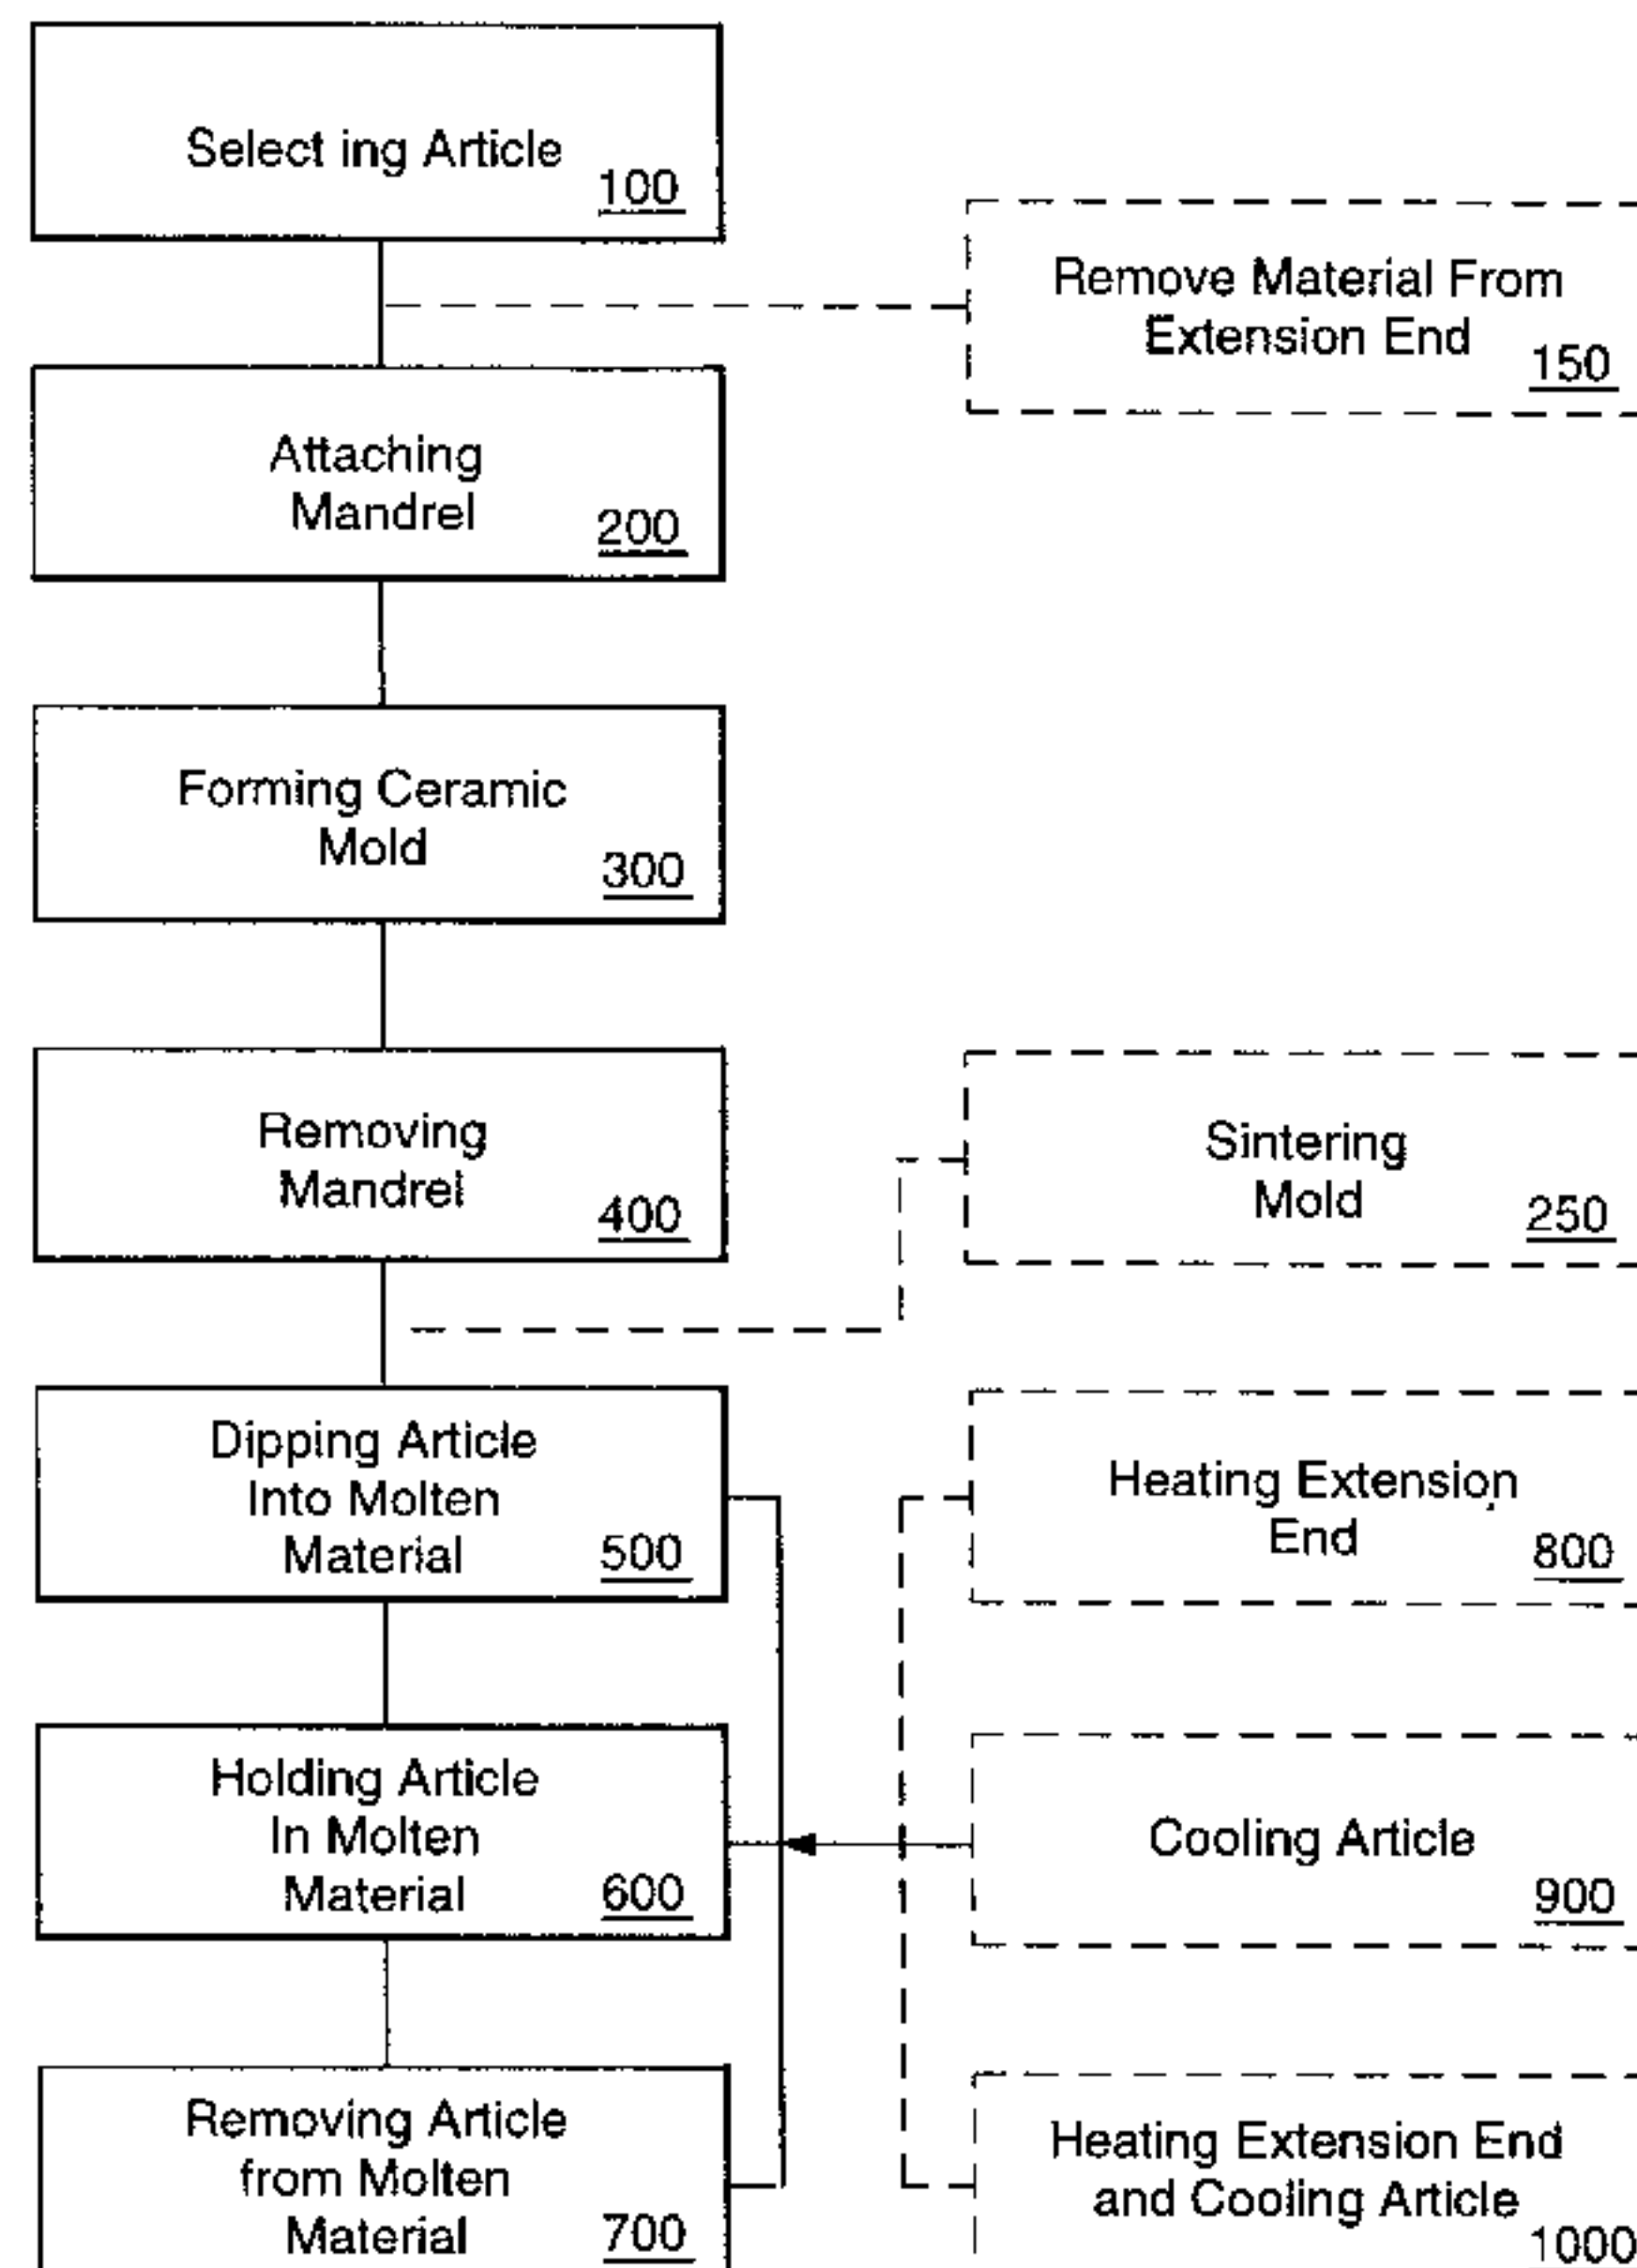 Select ing Article
100
Remove Material From
Extension End
150
Attaching
Mandrel
200
Forming Ceramic
Mold
300
Removing
Mandrel
400
Sintering
Mold
250
Dipping Article
Into Molten
Material
500
Heating Extension
End
800
Holding Article
In Molten
Material
600
Cooling Article
900
Removing Article
from Molten
Material
700
Heating Extension End
and Cooling Article
1000